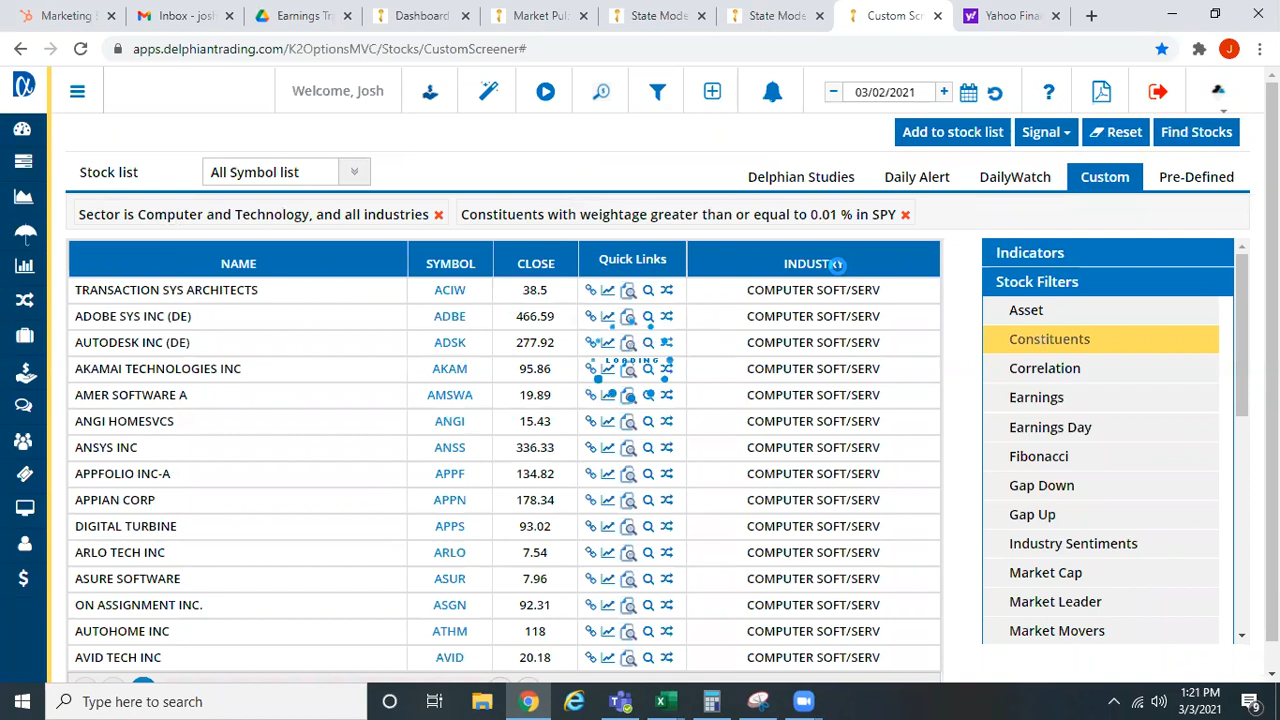 Marketing S
Inbox - josh
Earnings Tr
Dashboard
Market Pul
State Mode
State Mode
Custom Scr
Yahoo Finan
apps.delphiantrading.com/K2OptionsMVC/Stocks/CustomScreener#
J
Welcome, Josh
03/02/2021
Add to stock list
Signal
Reset
Find Stocks
Stock list
All Symbol list
Delphian Studies
Daily Alert
DailyWatch
Custom
Pre-Defined
Sector is Computer and Technology, and all industries
Constituents with weightage greater than or equal to 0.01 % in SPY
NAME SYMBOL CLOSE Quick Links INDUSTRY
TRANSACTION SYS ARCHITECTS ACIW 38.5 COMPUTER SOFT/SERV
ADOBE SYS INC (DE) ADBE 466.59 COMPUTER SOFT/SERV
AUTODESK INC (DE) ADSK 277.92 COMPUTER SOFT/SERV
LOADING
AKAMAI TECHNOLOGIES INC AKAM 95.86 COMPUTER SOFT/SERV
AMER SOFTWARE A AMSWA 19.89 COMPUTER SOFT/SERV
ANGI HOMESVCS ANGI 15.43 COMPUTER SOFT/SERV
ANSYS INC ANSS 336.33 COMPUTER SOFT/SERV
APPFOLIO INC-A APPF 134.82 COMPUTER SOFT/SERV
APPIAN CORP APPN 178.34 COMPUTER SOFT/SERV
DIGITAL TURBINE APPS 93.02 COMPUTER SOFT/SERV
ARLO TECH INC ARLO 7.54 COMPUTER SOFT/SERV
ASURE SOFTWARE ASUR 7.96 COMPUTER SOFT/SERV
ON ASSIGNMENT INC. ASGN 92.31 COMPUTER SOFT/SERV
AUTOHOME INC ATHM 118 COMPUTER SOFT/SERV
AVID TECH INC AVID 20.18 COMPUTER SOFT/SERV
Indicators
Stock Filters
Asset
Constituents
Correlation
Earnings
Earnings Day
Fibonacci
Gap Down
Gap Up
Industry Sentiments
Market Cap
Market Leader
Market Movers
Type here to search
1:21 PM
3/3/2021
9